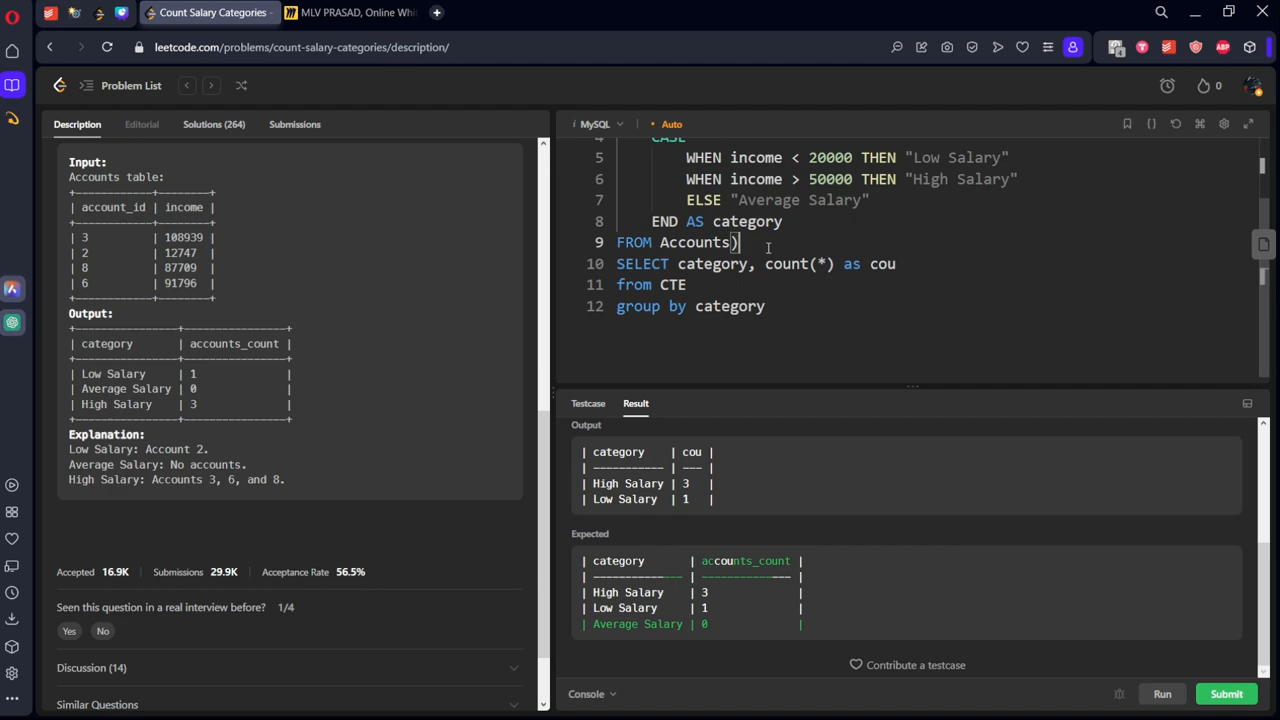 Count Salary Categories -
MLV PRASAD, Online Whit
leetcode.com/problems/count-salary-categories/description/
4
Problem List
0
Description
Editorial
Solutions (264)
Submissions
Input:
Accounts table:
+------------+--------+
| account_id | income |
+------------+--------+
| 3 | 108939 |
| 2 | 12747 |
| 8 | 87709 |
| 6 | 91796 |
+------------+--------+
Output:
+----------------+----------------+
| category | accounts_count |
+----------------+----------------+
| Low Salary | 1 |
| Average Salary | 0 |
| High Salary | 3 |
+----------------+----------------+
Explanation:
Low Salary: Account 2.
Average Salary: No accounts.
High Salary: Accounts 3, 6, and 8.
Accepted 16.9K Submissions 29.9K Acceptance Rate 56.5%
Seen this question in a real interview before? 1/4
Yes No
Discussion (14)
Similar Questions
MySQL
Auto
4 CASE
5 WHEN income < 20000 THEN "Low Salary"
6 WHEN income > 50000 THEN "High Salary"
7 ELSE "Average Salary"
8 END AS category
9 FROM Accounts)
10 SELECT category, count(*) as cou
11 from CTE
12 group by category
Testcase Result
Output
| category | cou |
| ----------- | --- |
| High Salary | 3 |
| Low Salary | 1 |
Expected
| category | accounts_count |
| -------------- | -------------- |
| High Salary | 3 |
| Low Salary | 1 |
| Average Salary | 0 |
Contribute a testcase
Console
Run
Submit